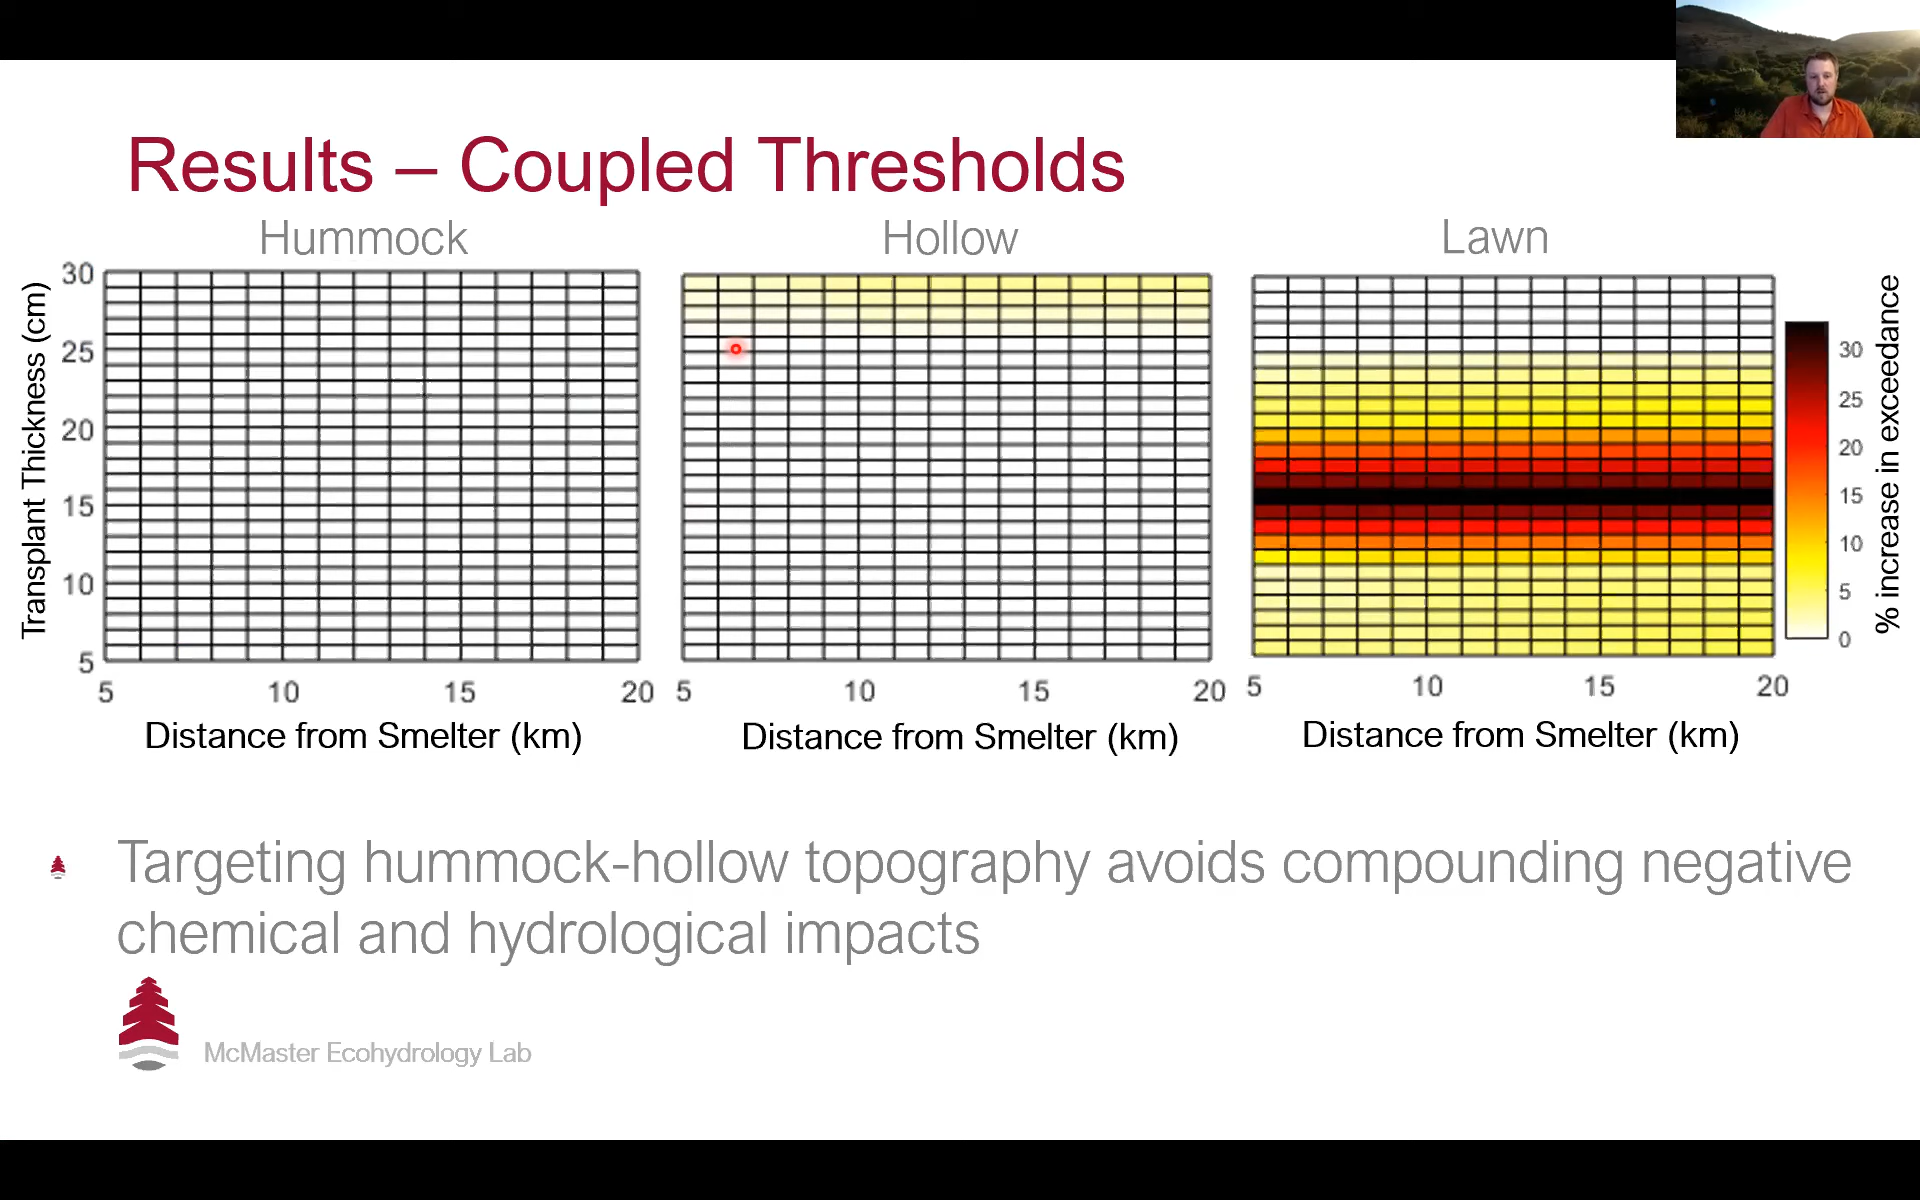 Results – Coupled Thresholds
Hummock
Hollow
Lawn
Transplant Thickness (cm)
30
25
20
15
10
5
5 10 15 20
Distance from Smelter (km)
5 10 15 20
Distance from Smelter (km)
5 10 15 20
Distance from Smelter (km)
30
25
20
15
10
5
0
% increase in exceedance
Targeting hummock-hollow topography avoids compounding negative
chemical and hydrological impacts
McMaster Ecohydrology Lab